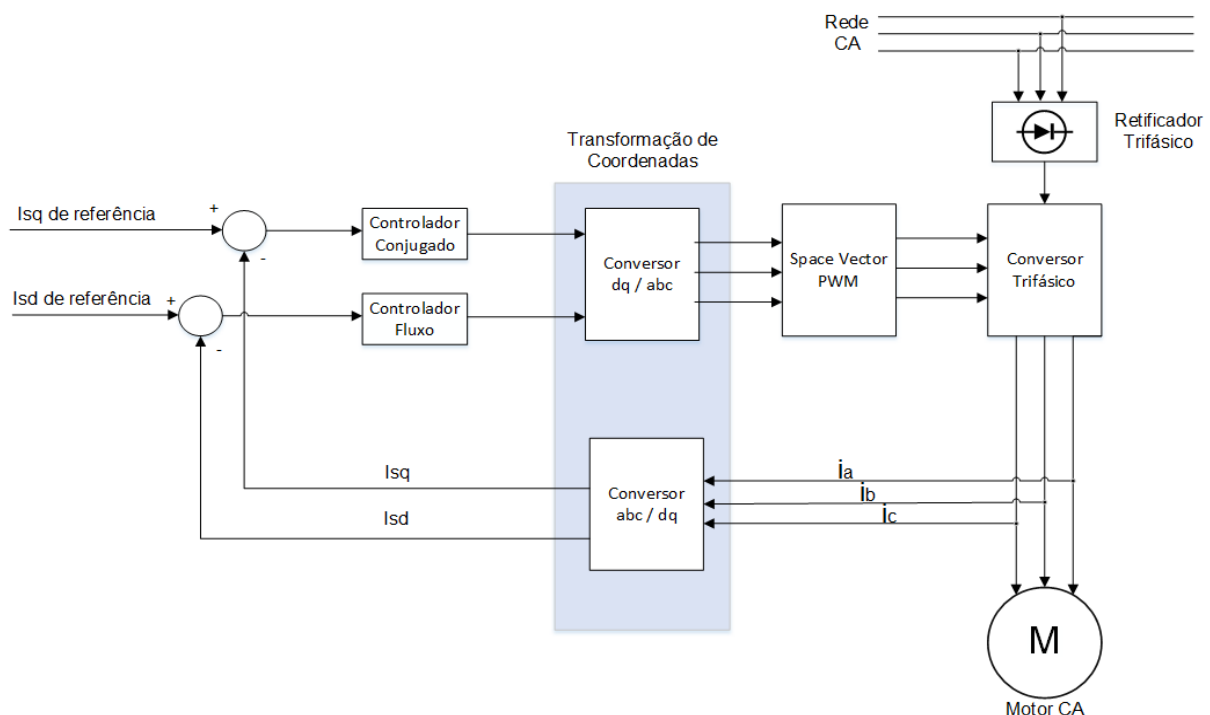 Rede
CA
Retificador
Trifásico
Transformação de
Coordenadas
Isq de referência
+
-
Controlador
Conjugado
Conversor
dq / abc
Space Vector
PWM
Conversor
Trifásico
Isd de referência
+
-
Controlador
Fluxo
Isq
Isd
Conversor
abc / dq
ia
ib
ic
M
Motor CA